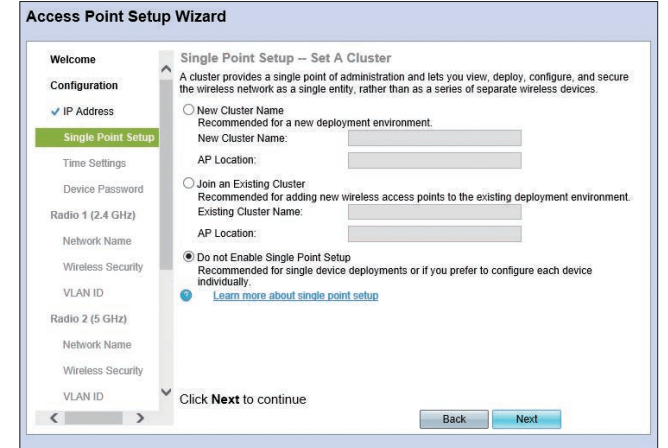 Access Point Setup Wizard
Welcome
Configuration
IP Address
Single Point Setup
Time Settings
Device Password
Radio 1 (2.4 GHz)
Network Name
Wireless Security
VLAN ID
Radio 2 (5 GHz)
Network Name
Wireless Security
VLAN ID
Single Point Setup -- Set A Cluster
A cluster provides a single point of administration and lets you view, deploy, configure, and secure
the wireless network as a single entity, rather than as a series of separate wireless devices.
New Cluster Name
Recommended for a new deployment environment.
New Cluster Name:
AP Location:
Join an Existing Cluster
Recommended for adding new wireless access points to the existing deployment environment.
Existing Cluster Name:
AP Location:
Do not Enable Single Point Setup
Recommended for single device deployments or if you prefer to configure each device
individually.
? Learn more about single point setup
Click Next to continue
Back Next